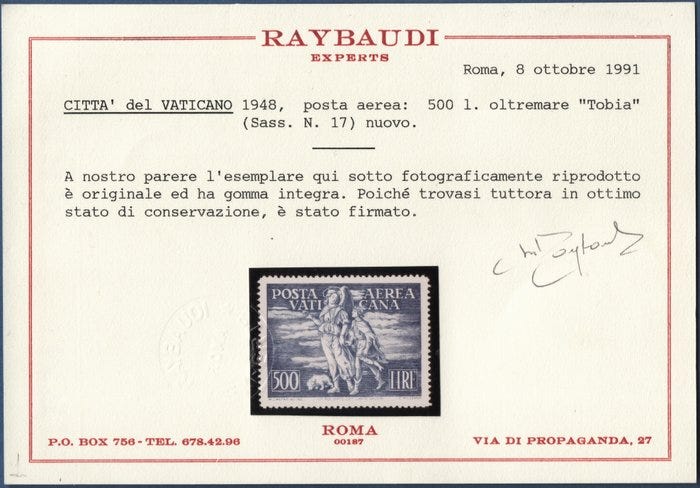 RAYBAUDI
EXPERTS
Roma, 8 ottobre 1991
CITTA' del VATICANO 1948, posta aerea: 500 l. oltremare "Tobia"
(Sass. N. 17) nuovo.
A nostro parere l'esemplare qui sotto fotograficamente riprodotto
è originale ed ha gomma integra. Poiché trovasi tuttora in ottimo
stato di conservazione, è stato firmato.
POSTA AEREA
VATICANA
500 LIRE
ROMA
00187
P.O. BOX 756 - TEL. 678.42.96
VIA DI PROPAGANDA, 27